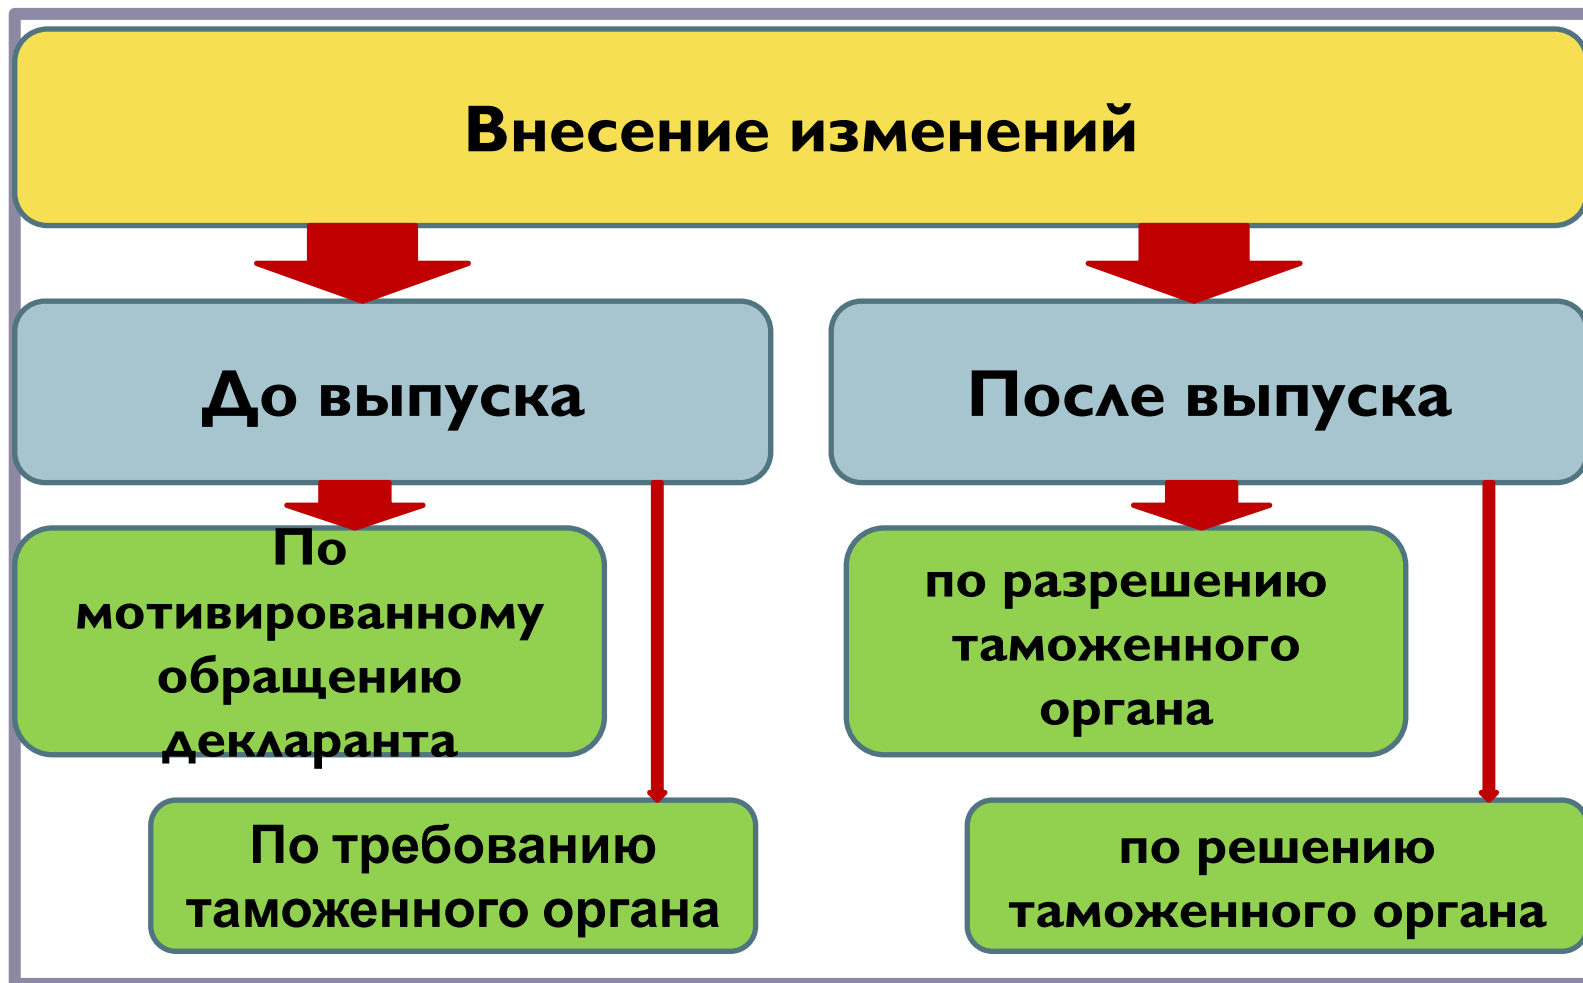 Внесение изменений
До выпуска
После выпуска
По
мотивированному
обращению
декларанта
по разрешению
таможенного
органа
По требованию
таможенного органа
по решению
таможенного органа